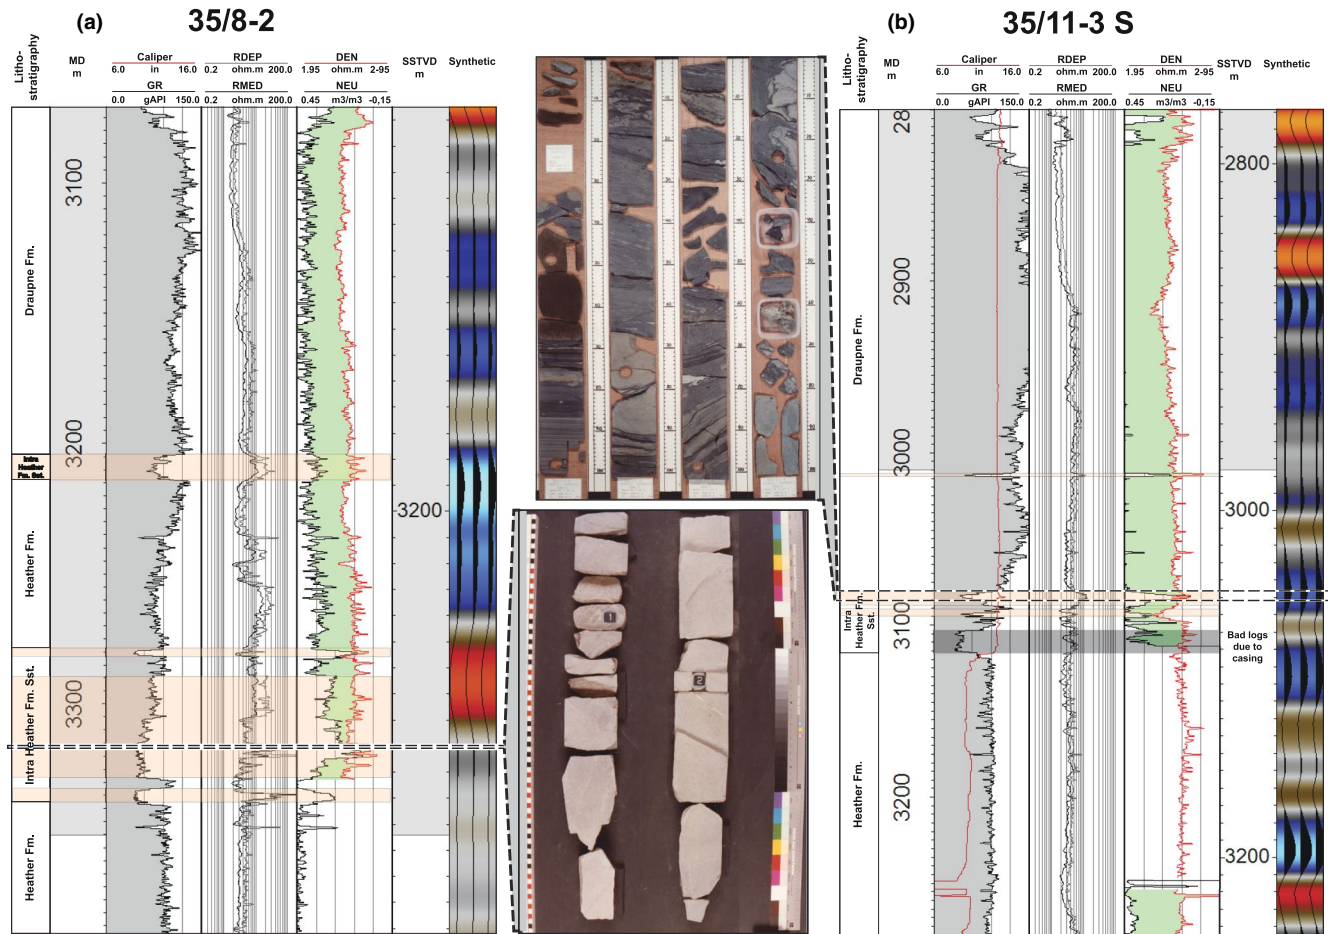 (a)
35/8-2
Litho-
stratigraphy
MD
m
Caliper
6.0 in 16.0
GR
0.0 gAPI 150.0
RDEP
0.2 ohm.m 200.0
RMED
0.2 ohm.m 200.0
DEN
1.95 ohm.m 2-95
NEU
0.45 m3/m3 -0,15
SSTVD
m
Synthetic
3100
3200
3300
3200
Draupne Fm.
Intra
Heather
Fm. Sst.
Heather Fm.
Intra Heather Fm. Sst.
Heather Fm.
1
2
(b)
35/11-3 S
Litho-
stratigraphy
MD
m
Caliper
6.0 in 16.0
GR
0.0 gAPI 150.0
RDEP
0.2 ohm.m 200.0
RMED
0.2 ohm.m 200.0
DEN
1.95 ohm.m 2-95
NEU
0.45 m3/m3 -0,15
SSTVD
m
Synthetic
28
2900
3000
3100
3200
2800
3000
3200
Draupne Fm.
Intra
Heather Fm.
Sst.
Heather Fm.
Bad logs
due to
casing